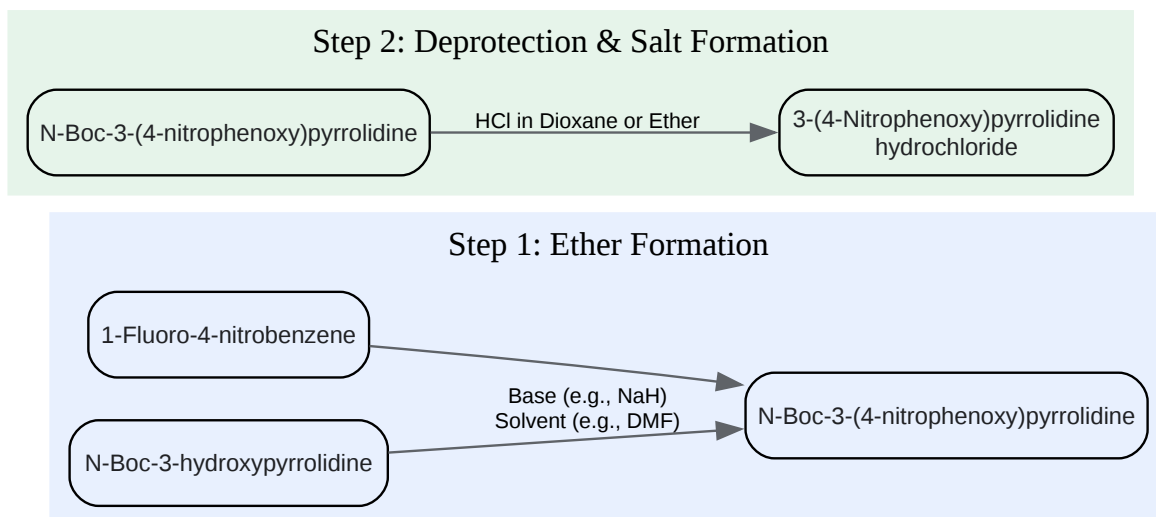 Step 2: Deprotection & Salt Formation
N-Boc-3-(4-nitrophenoxy)pyrrolidine
HCl in Dioxane or Ether
3-(4-Nitrophenoxy)pyrrolidine
hydrochloride
Step 1: Ether Formation
1-Fluoro-4-nitrobenzene
Base (e.g., NaH)
Solvent (e.g., DMF)
N-Boc-3-(4-nitrophenoxy)pyrrolidine
N-Boc-3-hydroxypyrrolidine